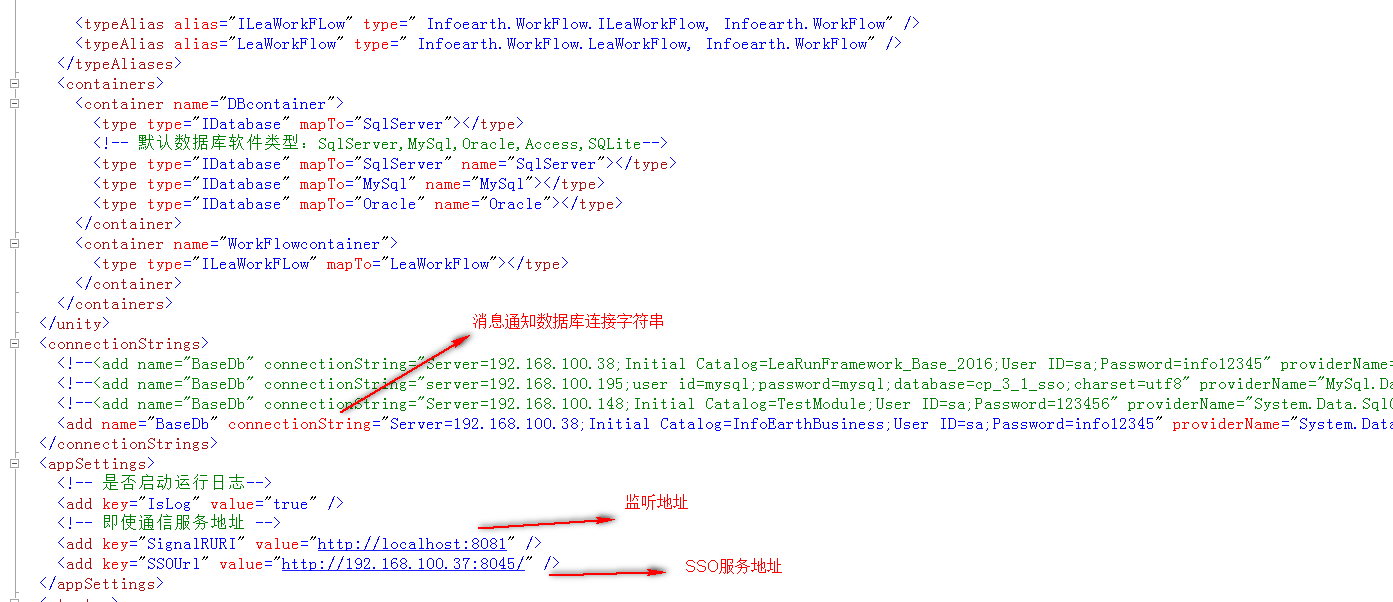 <typeAlias alias="ILeaWorkFLow" type=" Infoearth.WorkFlow.ILeaWorkFLow, Infoearth.WorkFlow" />
<typeAlias alias="LeaWorkFlow" type=" Infoearth.WorkFlow.LeaWorkFlow, Infoearth.WorkFlow" />
</typeAliases>
<containers>
<container name="DBcontainer">
<type type="IDatabase" mapTo="SqlServer"></type>
<!-- 默认数据库软件类型：SqlServer,MySql,Oracle,Access,SQLite-->
<type type="IDatabase" mapTo="SqlServer" name="SqlServer"></type>
<type type="IDatabase" mapTo="MySql" name="MySql"></type>
<type type="IDatabase" mapTo="Oracle" name="Oracle"></type>
</container>
<container name="WorkFlowcontainer">
<type type="ILeaWorkFLow" mapTo="LeaWorkFlow"></type>
</container>
</containers>
</unity>
消息通知数据库连接字符串
<connectionStrings>
<!--<add name="BaseDb" connectionString="Server=192.168.100.38;Initial Catalog=LeaRunFramework_Base_2016;User ID=sa;Password=info12345" providerName=
<!--<add name="BaseDb" connectionString="server=192.168.100.195;user id=mysql;password=mysql;database=cp_3_1_sso;charset=utf8" providerName="MySql.Da
<!--<add name="BaseDb" connectionString="Server=192.168.100.148;Initial Catalog=TestModule;User ID=sa;Password=123456" providerName="System.Data.SqlC
<add name="BaseDb" connectionString="Server=192.168.100.38;Initial Catalog=InfoEarthBusiness;User ID=sa;Password=info12345" providerName="System.Data
</connectionStrings>
<appSettings>
<!-- 是否启动运行日志-->
<add key="IsLog" value="true" />
监听地址
<!-- 即使通信服务地址 -->
<add key="SignalRURI" value="http://localhost:8081" />
<add key="SSOUrl" value="http://192.168.100.37:8045/" />
SSO服务地址
</appSettings>